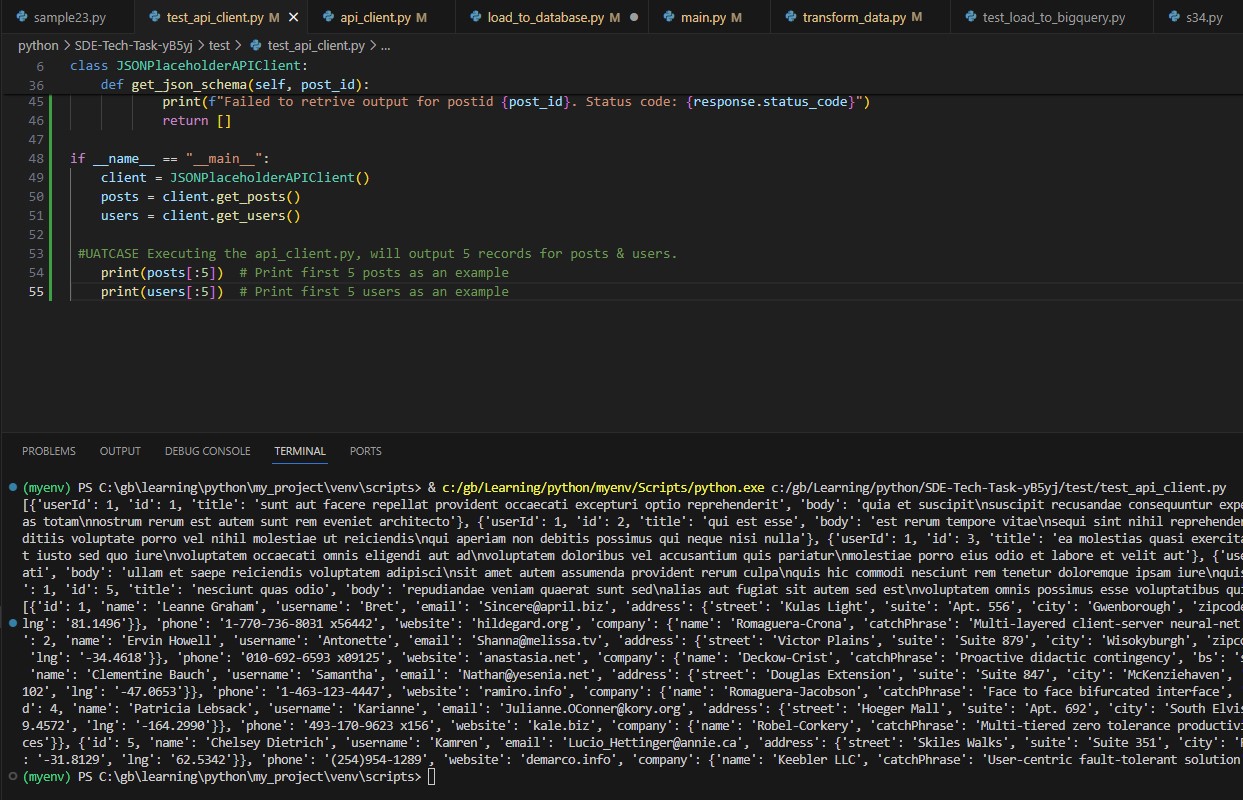 sample23.py
test_api_client.py M
api_client.py M
load_to_database.py M
main.py M
transform_data.py M
test_load_to_bigquery.py
s34.py
python > SDE-Tech-Task-yB5yj > test > test_api_client.py > ...
6 class JSONPlaceholderAPIClient:
36 def get_json_schema(self, post_id):
45 print(f"Failed to retrive output for postid {post_id}. Status code: {response.status_code}")
46 return []
47
48 if __name__ == "__main__":
49 client = JSONPlaceholderAPIClient()
50 posts = client.get_posts()
51 users = client.get_users()
52
53 #UATCASE Executing the api_client.py, will output 5 records for posts & users.
54 print(posts[:5]) # Print first 5 posts as an example
55 print(users[:5]) # Print first 5 users as an example
PROBLEMS OUTPUT DEBUG CONSOLE TERMINAL PORTS
(myenv) PS C:\gb\learning\python\my_project\venv\scripts> & c:/gb/Learning/python/myenv/Scripts/python.exe c:/gb/Learning/python/SDE-Tech-Task-yB5yj/test/test_api_client.py
[{'userId': 1, 'id': 1, 'title': 'sunt aut facere repellat provident occaecati excepturi optio reprehenderit', 'body': 'quia et suscipit\nsuscipit recusandae consequuntur expe
as totam\nnostrum rerum est autem sunt rem eveniet architecto'}, {'userId': 1, 'id': 2, 'title': 'qui est esse', 'body': 'est rerum tempore vitae\nsequi sint nihil reprehender
ditiis voluptate porro vel nihil molestiae ut reiciendis\nqui aperiam non debitis possimus qui neque nisi nulla'}, {'userId': 1, 'id': 3, 'title': 'ea molestias quasi exercita
t iusto sed quo iure\nvoluptatem occaecati omnis eligendi aut ad\nvoluptatem doloribus vel accusantium quis pariatur\nmolestiae porro eius odio et labore et velit aut'}, {'use
ati', 'body': 'ullam et saepe reiciendis voluptatem adipisci\nsit amet autem assumenda provident rerum culpa\nquis hic commodi nesciunt rem tenetur doloremque ipsam iure\nquis
': 1, 'id': 5, 'title': 'nesciunt quas odio', 'body': 'repudiandae veniam quaerat sunt sed\nalias aut fugiat sit autem sed est\nvoluptatem omnis possimus esse voluptatibus qui
[{'id': 1, 'name': 'Leanne Graham', 'username': 'Bret', 'email': 'Sincere@april.biz', 'address': {'street': 'Kulas Light', 'suite': 'Apt. 556', 'city': 'Gwenborough', 'zipcode
lng': '81.1496'}}, 'phone': '1-770-736-8031 x56442', 'website': 'hildegard.org', 'company': {'name': 'Romaguera-Crona', 'catchPhrase': 'Multi-layered client-server neural-net
': 2, 'name': 'Ervin Howell', 'username': 'Antonette', 'email': 'Shanna@melissa.tv', 'address': {'street': 'Victor Plains', 'suite': 'Suite 879', 'city': 'Wisokyburgh', 'zipco
'lng': '-34.4618'}}, 'phone': '010-692-6593 x09125', 'website': 'anastasia.net', 'company': {'name': 'Deckow-Crist', 'catchPhrase': 'Proactive didactic contingency', 'bs': 's
'name': 'Clementine Bauch', 'username': 'Samantha', 'email': 'Nathan@yesenia.net', 'address': {'street': 'Douglas Extension', 'suite': 'Suite 847', 'city': 'McKenziehaven',
102', 'lng': '-47.0653'}}, 'phone': '1-463-123-4447', 'website': 'ramiro.info', 'company': {'name': 'Romaguera-Jacobson', 'catchPhrase': 'Face to face bifurcated interface',
d': 4, 'name': 'Patricia Lebsack', 'username': 'Karianne', 'email': 'Julianne.OConner@kory.org', 'address': {'street': 'Hoeger Mall', 'suite': 'Apt. 692', 'city': 'South Elvis
9.4572', 'lng': '-164.2990'}}, 'phone': '493-170-9623 x156', 'website': 'kale.biz', 'company': {'name': 'Robel-Corkery', 'catchPhrase': 'Multi-tiered zero tolerance productivi
ces'}}, {'id': 5, 'name': 'Chelsey Dietrich', 'username': 'Kamren', 'email': 'Lucio_Hettinger@annie.ca', 'address': {'street': 'Skiles Walks', 'suite': 'Suite 351', 'city': 'R
: '-31.8129', 'lng': '62.5342'}}, 'phone': '(254)954-1289', 'website': 'demarco.info', 'company': {'name': 'Keebler LLC', 'catchPhrase': 'User-centric fault-tolerant solution
(myenv) PS C:\gb\learning\python\my_project\venv\scripts>